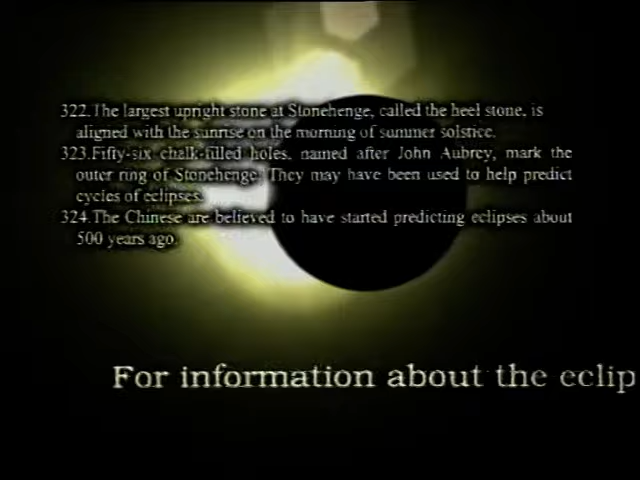 322.The largest upright stone at Stonehenge, called the heel stone, is
aligned with the sunrise on the morning of summer solstice.
323.Fifty-six chalk-filled holes, named after John Aubrey, mark the
outer ring of Stonehenge. They may have been used to help predict
cycles of eclipses.
324.The Chinese are believed to have started predicting eclipses about
500 years ago.
For information about the eclip